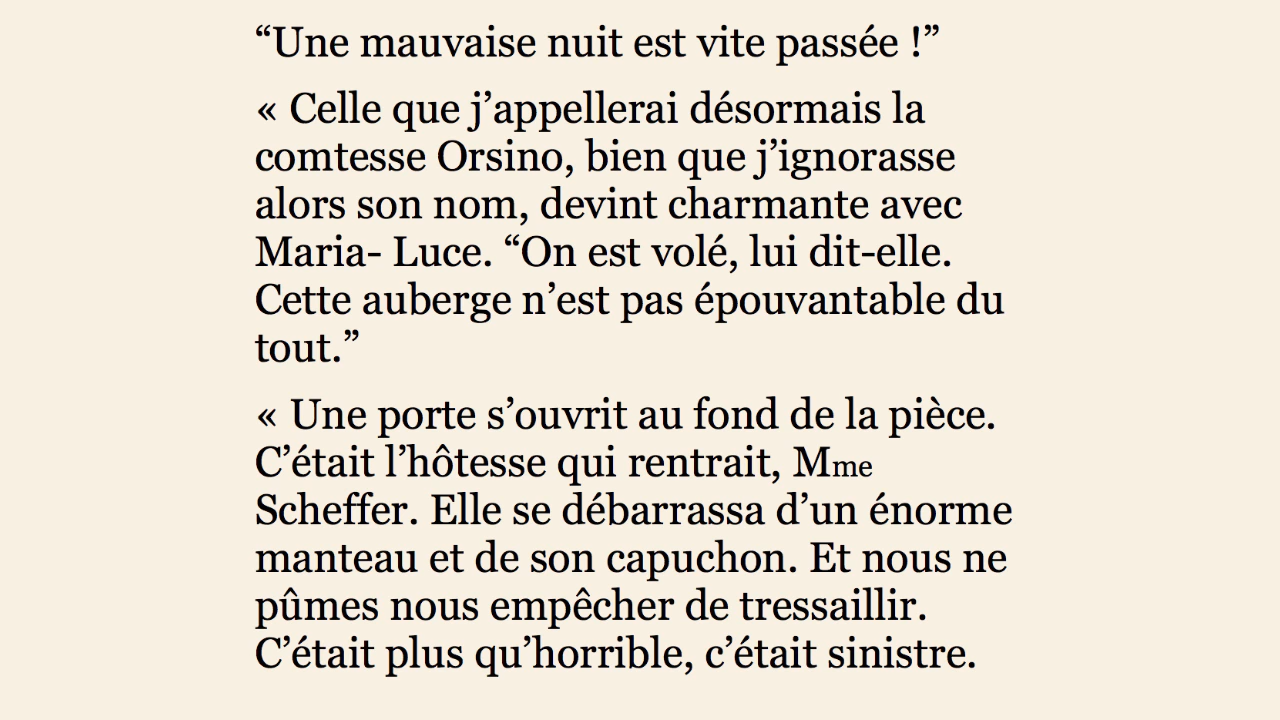 “Une mauvaise nuit est vite passée !”
« Celle que j’appellerai désormais la
comtesse Orsino, bien que j’ignorasse
alors son nom, devint charmante avec
Maria- Luce. “On est volé, lui dit-elle.
Cette auberge n’est pas épouvantable du
tout.”
« Une porte s’ouvrit au fond de la pièce.
C’était l’hôtesse qui rentrait, Mme
Scheffer. Elle se débarrassa d’un énorme
manteau et de son capuchon. Et nous ne
pûmes nous empêcher de tressaillir.
C’était plus qu’horrible, c’était sinistre.